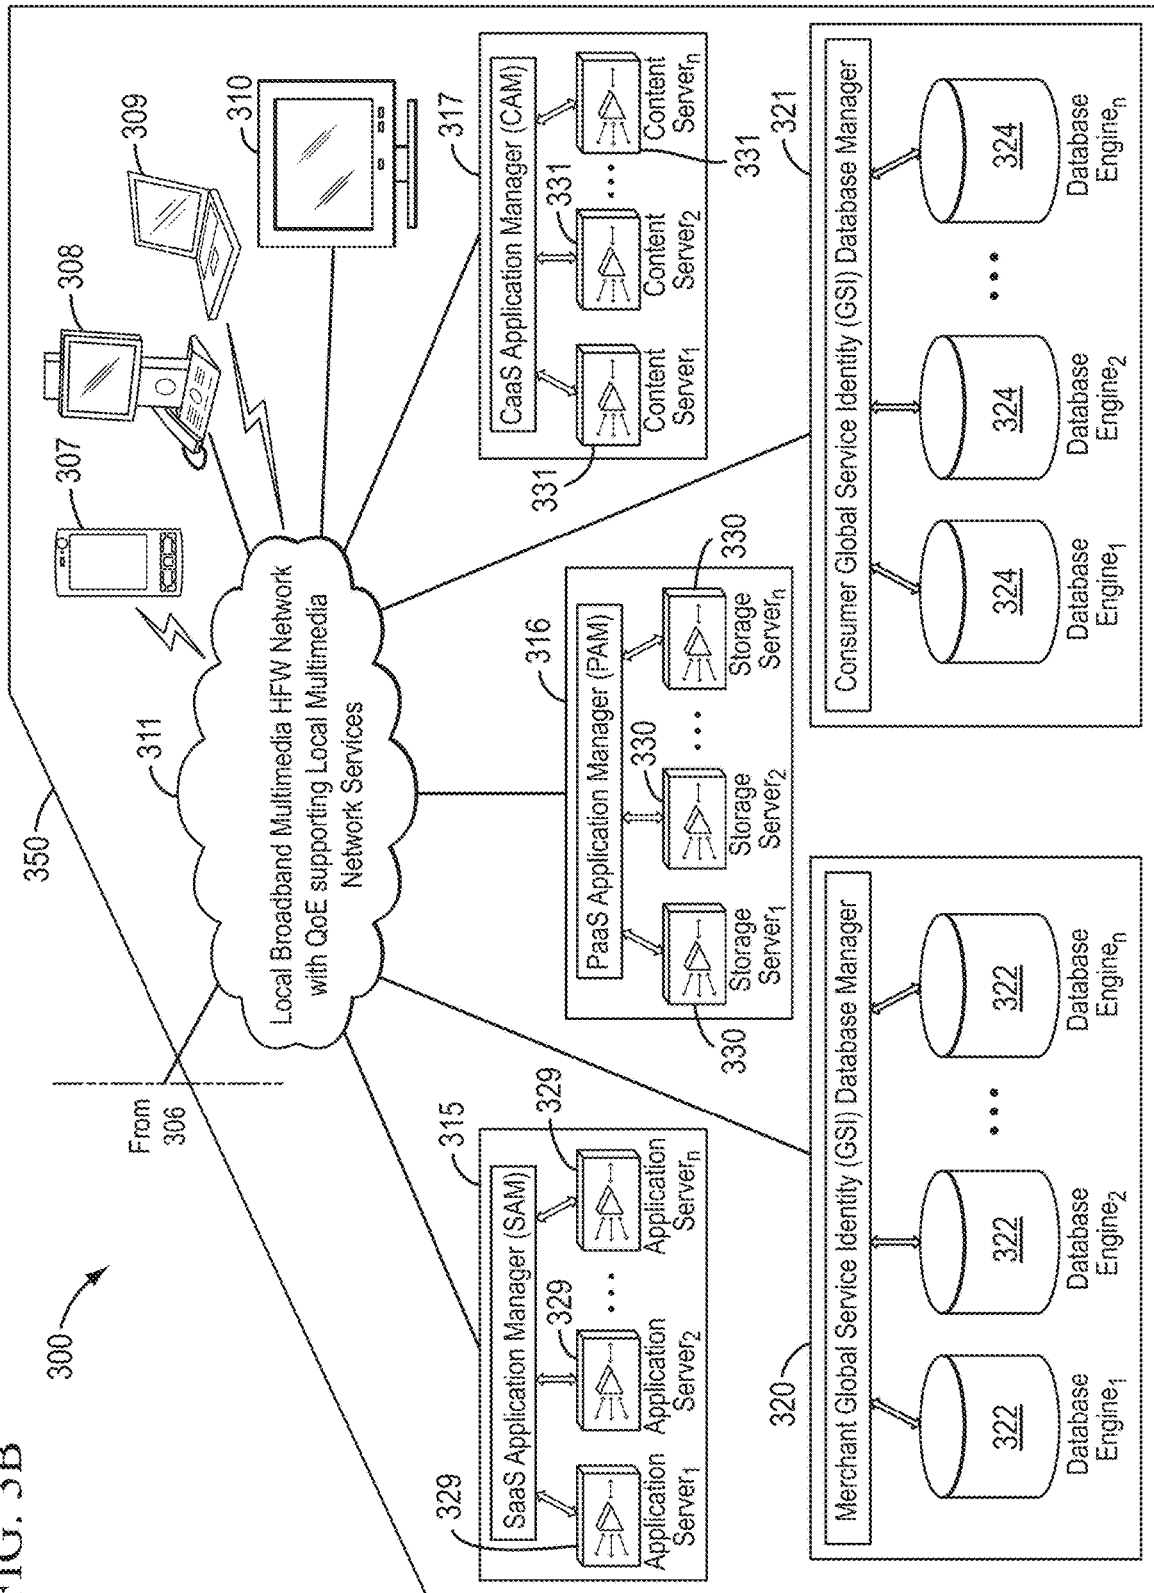 FIG. 3B
300
350
From
306
311
307
308
309
310
Local Broadband Multimedia HFW Network
with QoE supporting Local Multimedia
Network Services
315
SaaS Application Manager (SAM)
329
329
329
Application
Server1
Application
Server2
• • •
Application
Servern
316
PaaS Application Manager (PAM)
330
330
330
Storage
Server1
Storage
Server2
• • •
Storage
Servern
317
CaaS Application Manager (CAM)
331
331
331
Content
Server1
Content
Server2
• • •
Content
Servern
320
Merchant Global Service Identity (GSI) Database Manager
322
322
• • •
322
Database
Engine1
Database
Engine2
Database
Enginen
321
Consumer Global Service Identity (GSI) Database Manager
324
324
• • •
324
Database
Engine1
Database
Engine2
Database
Enginen